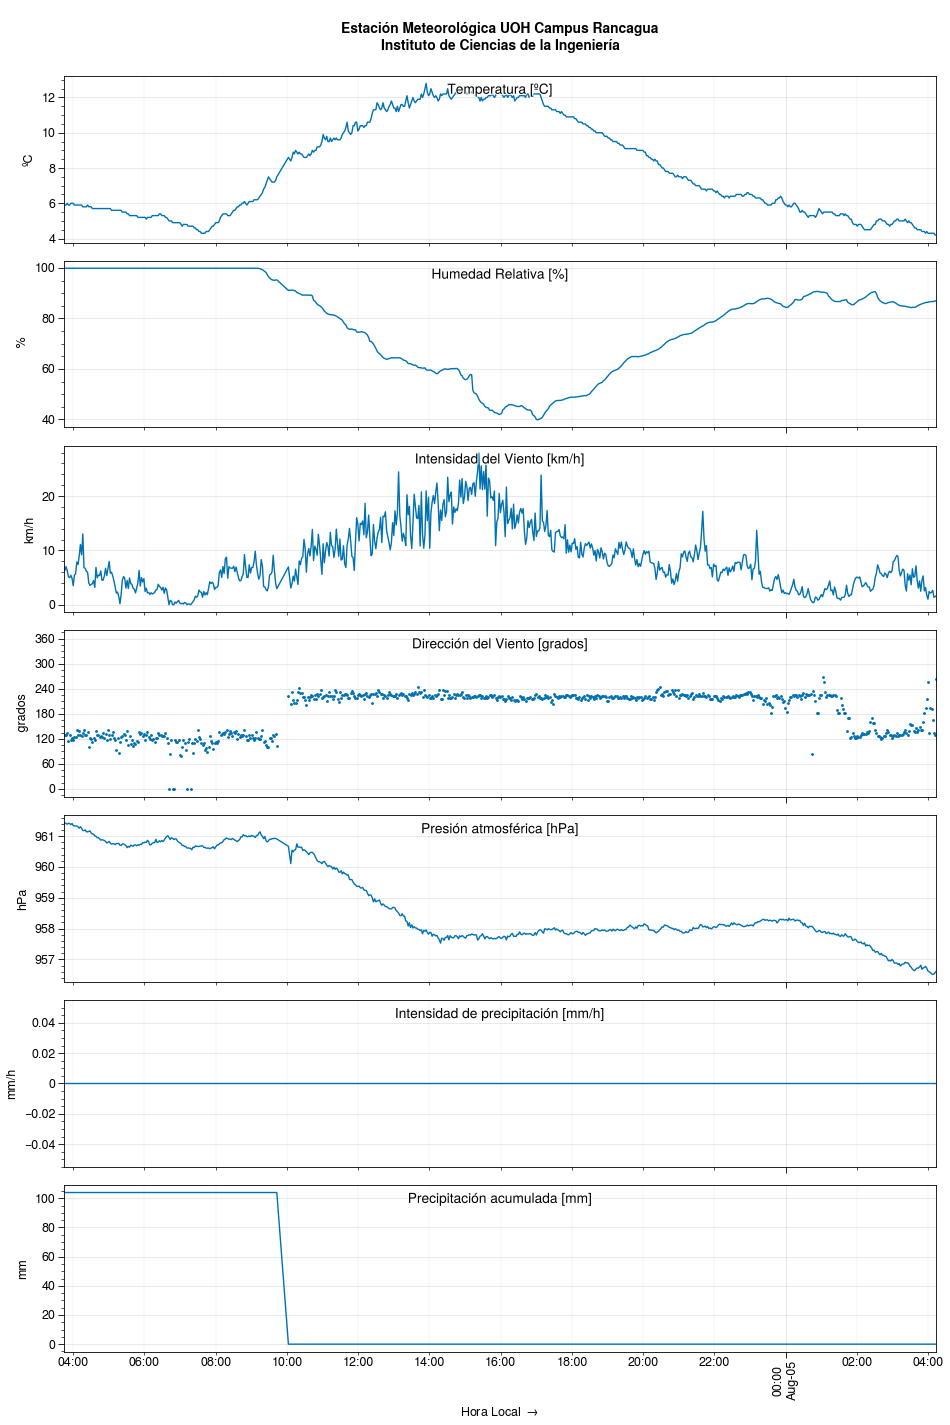 Estación Meteorológica UOH Campus Rancagua
Instituto de Ciencias de la Ingeniería
Temperatura [ºC]
ºC
12
10
8
6
4
Humedad Relativa [%]
%
100
80
60
40
Intensidad del Viento [km/h]
km/h
20
10
0
Dirección del Viento [grados]
grados
360
300
240
180
120
60
0
Presión atmosférica [hPa]
hPa
961
960
959
958
957
Intensidad de precipitación [mm/h]
mm/h
0.04
0.02
0
−0.02
−0.04
Precipitación acumulada [mm]
mm
100
80
60
40
20
0
04:00 06:00 08:00 10:00 12:00 14:00 16:00 18:00 20:00 22:00 00:00 02:00 04:00
Aug-05
Hora Local →